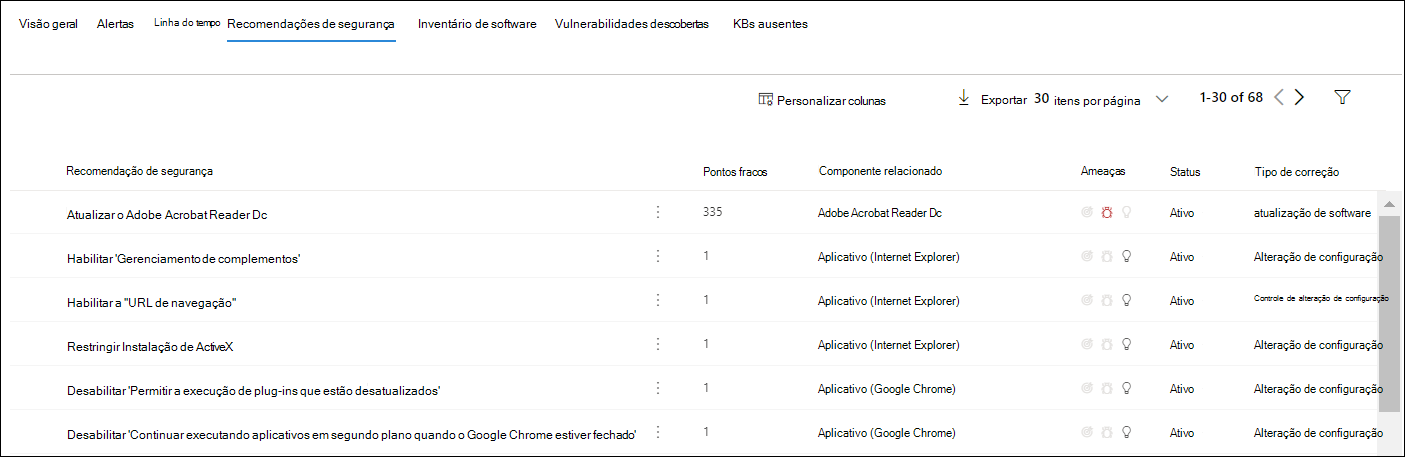 Visão geral Alertas Linha do tempo Recomendações de segurança Inventário de software Vulnerabilidades descobertas KBs ausentes
Personalizar colunas Exportar 30 itens por página 1-30 of 68
Recomendação de segurança Pontos fracos Componente relacionado Ameaças Status Tipo de correção
Atualizar o Adobe Acrobat Reader Dc 335 Adobe Acrobat Reader Dc Ativo atualização de software
Habilitar 'Gerenciamento de complementos' 1 Aplicativo (Internet Explorer) Ativo Alteração de configuração
Habilitar a "URL de navegação" 1 Aplicativo (Internet Explorer) Ativo Controle de alteração de configuração
Restringir Instalação de ActiveX 1 Aplicativo (Internet Explorer) Ativo Alteração de configuração
Desabilitar 'Permitir a execução de plug-ins que estão desatualizados' 1 Aplicativo (Google Chrome) Ativo Alteração de configuração
Desabilitar 'Continuar executando aplicativos em segundo plano quando o Google Chrome estiver fechado' 1 Aplicativo (Google Chrome) Ativo Alteração de configuração